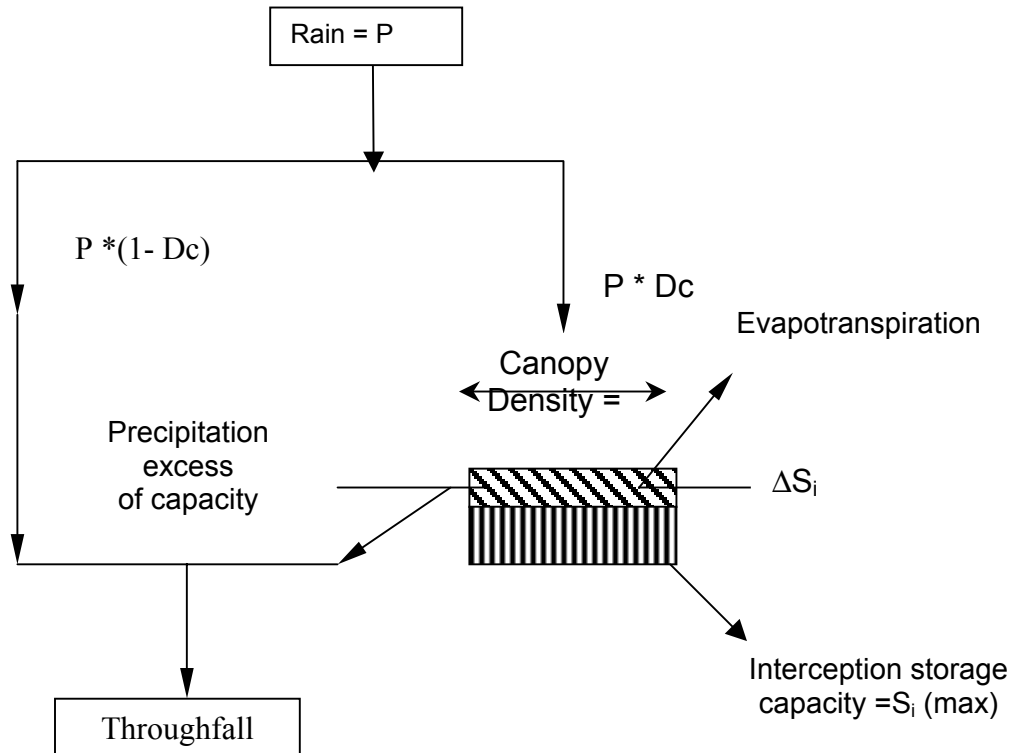 Rain = P
P *(1- Dc)
P * Dc
Evapotranspiration
Canopy
Density =
Precipitation
excess
of capacity
ΔSi
Interception storage
capacity =Si (max)
Throughfall